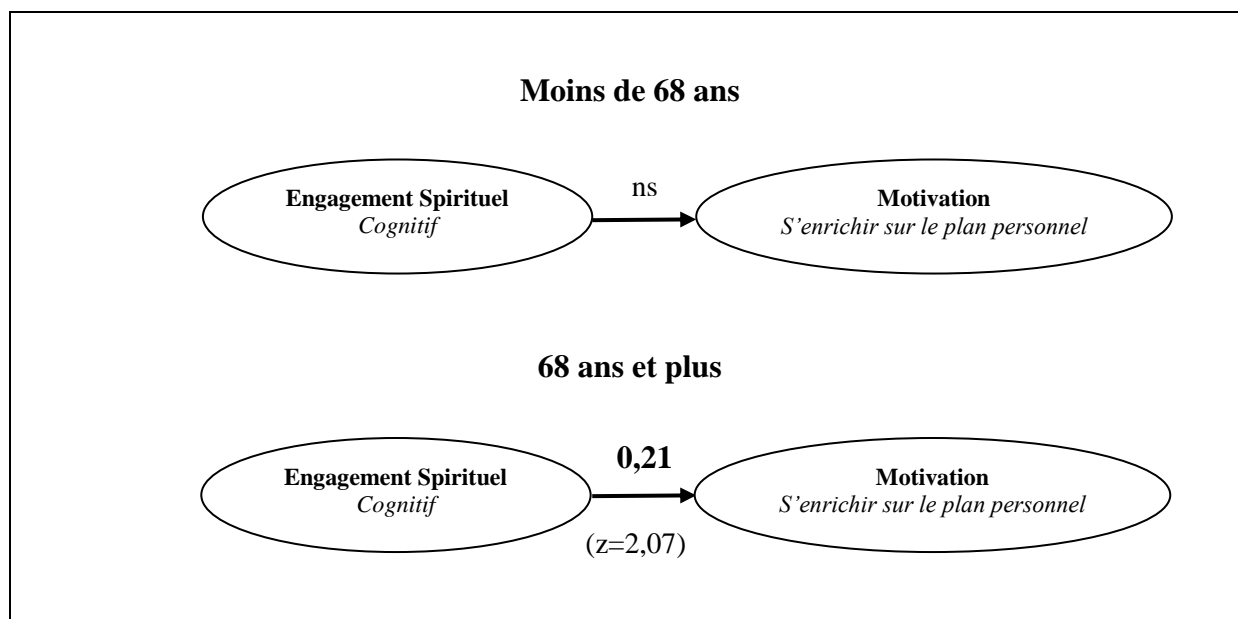 Moins de 68 ans
Engagement Spirituel
Cognitif
ns
Motivation
S'enrichir sur le plan personnel
68 ans et plus
Engagement Spirituel
Cognitif
0,21
(z=2,07)
Motivation
S'enrichir sur le plan personnel